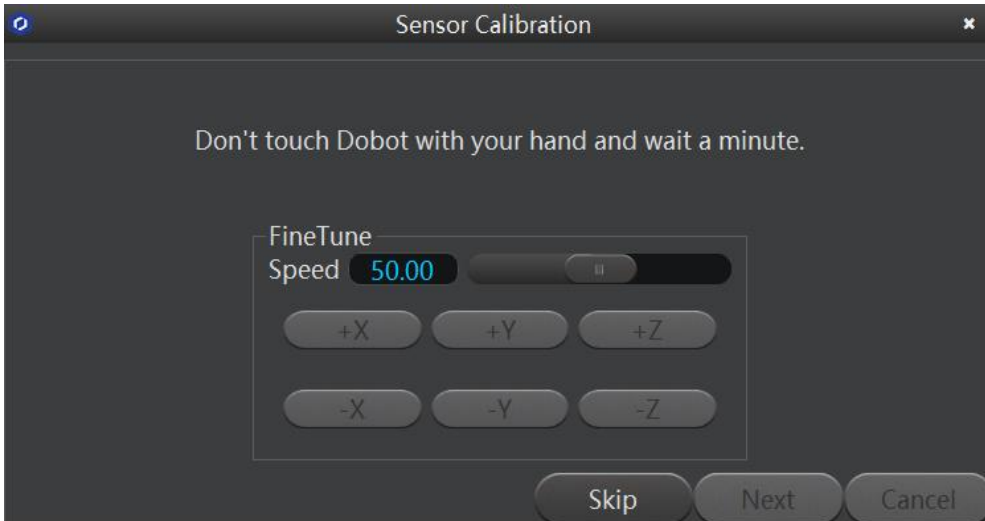 Sensor Calibration
Don't touch Dobot with your hand and wait a minute.
FineTune
Speed 50.00
+X +Y +Z
-X -Y -Z
Skip Next Cancel